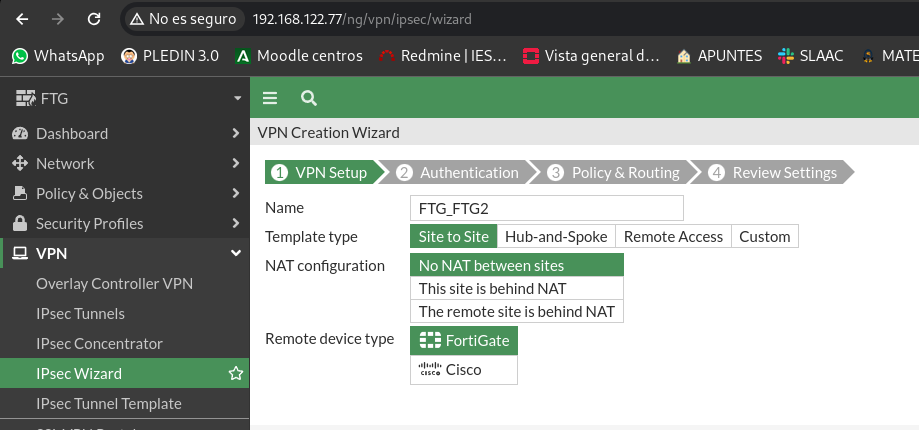 No es seguro 192.168.122.77/ng/vpn/ipsec/wizard
WhatsApp PLEDIN 3.0 Moodle centros Redmine | IES... Vista general d... APUNTES SLAAC MATE
FTG
VPN Creation Wizard
Dashboard
Network
Policy & Objects
Security Profiles
VPN
Overlay Controller VPN
IPsec Tunnels
IPsec Concentrator
IPsec Wizard
IPsec Tunnel Template
1 VPN Setup 2 Authentication 3 Policy & Routing 4 Review Settings
Name FTG_FTG2
Template type Site to Site Hub-and-Spoke Remote Access Custom
NAT configuration No NAT between sites
This site is behind NAT
The remote site is behind NAT
Remote device type FortiGate
CISCO Cisco